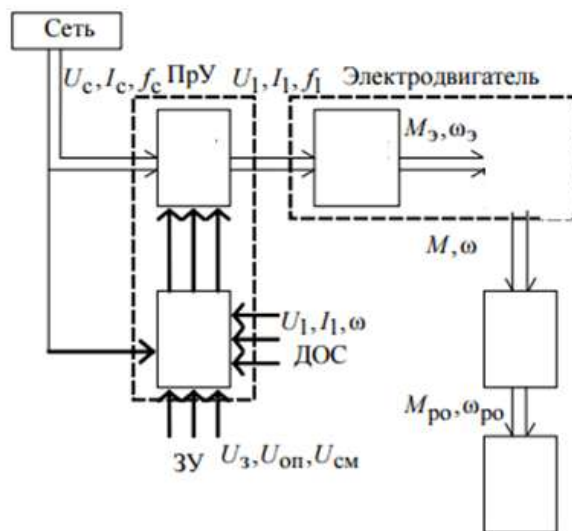 Сеть
U_c, I_c, f_c ПрУ U_1, I_1, f_1 Электродвигатель
M_э, ω_э
M, ω
U_1, I_1, ω
ДОС
M_ро, ω_ро
ЗУ U_з, U_оп, U_см